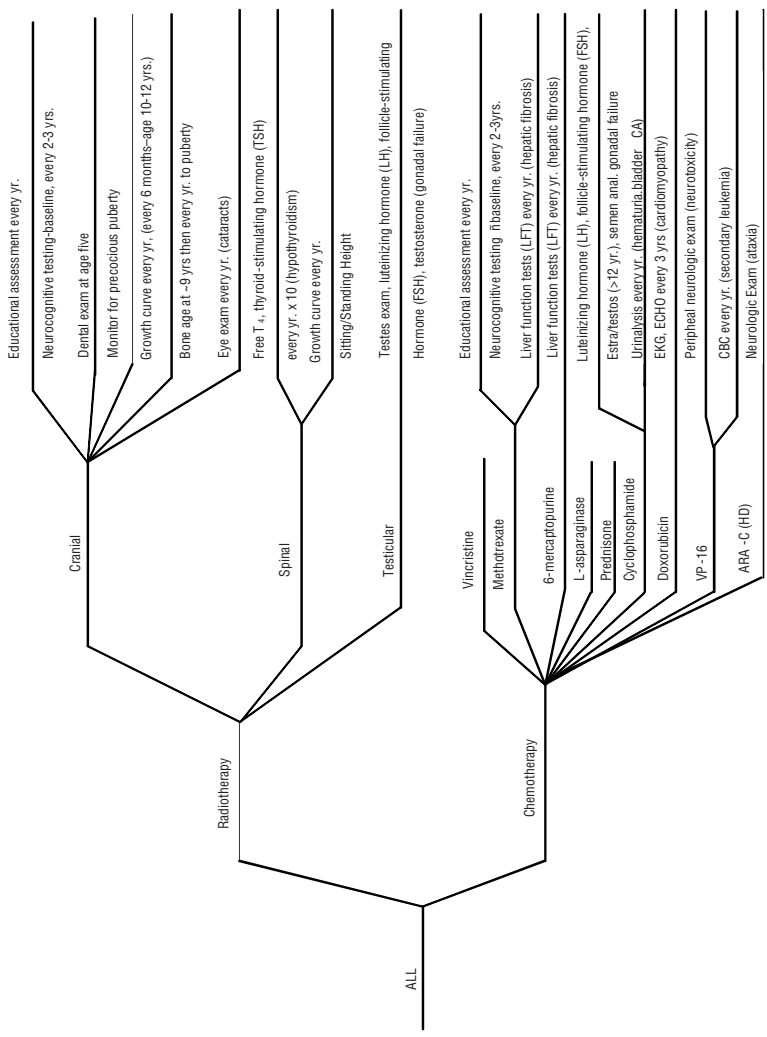 ALL
Radiotherapy
Chemotherapy
Cranial
Spinal
Testicular
Vincristine
Methotrexate
6-mercaptopurine
L-asparaginase
Prednisone
Cyclophosphamide
Doxorubicin
VP-16
ARA -C (HD)
Educational assessment every yr.
Neurocognitive testing-baseline, every 2-3 yrs.
Dental exam at age five
Monitor for precocious puberty
Growth curve every yr, (every 6 months–age 10-12 yrs.)
Bone age at ~9 yrs then every yr. to puberty
Eye exam every yr. (cataracts)
Free T 4, thyroid-stimulating hormone (TSH)
every yr. x 10 (hypothyroidism)
Growth curve every yr.
Sitting/Standing Height
Testes exam, luteinizing hormone (LH), follicle-stimulating
Hormone (FSH), testosterone (gonadal failure)
Educational assessment every yr.
Neurocognitive testing ñbaseline, every 2-3yrs.
Liver function tests (LFT) every yr. (hepatic fibrosis)
Liver function tests (LFT) every yr. (hepatic fibrosis)
Luteinizing hormone (LH), follicle-stimulating hormone (FSH),
Estra/testos (>12 yr.), semen anal. gonadal failure
Urinalysis every yr. (hematuria.bladder CA)
EKG, ECHO every 3 yrs (cardiomyopathy)
Peripheal neurologic exam (neurotoxicity)
CBC every yr. (secondary leukemia)
Neurologic Exam (ataxia)